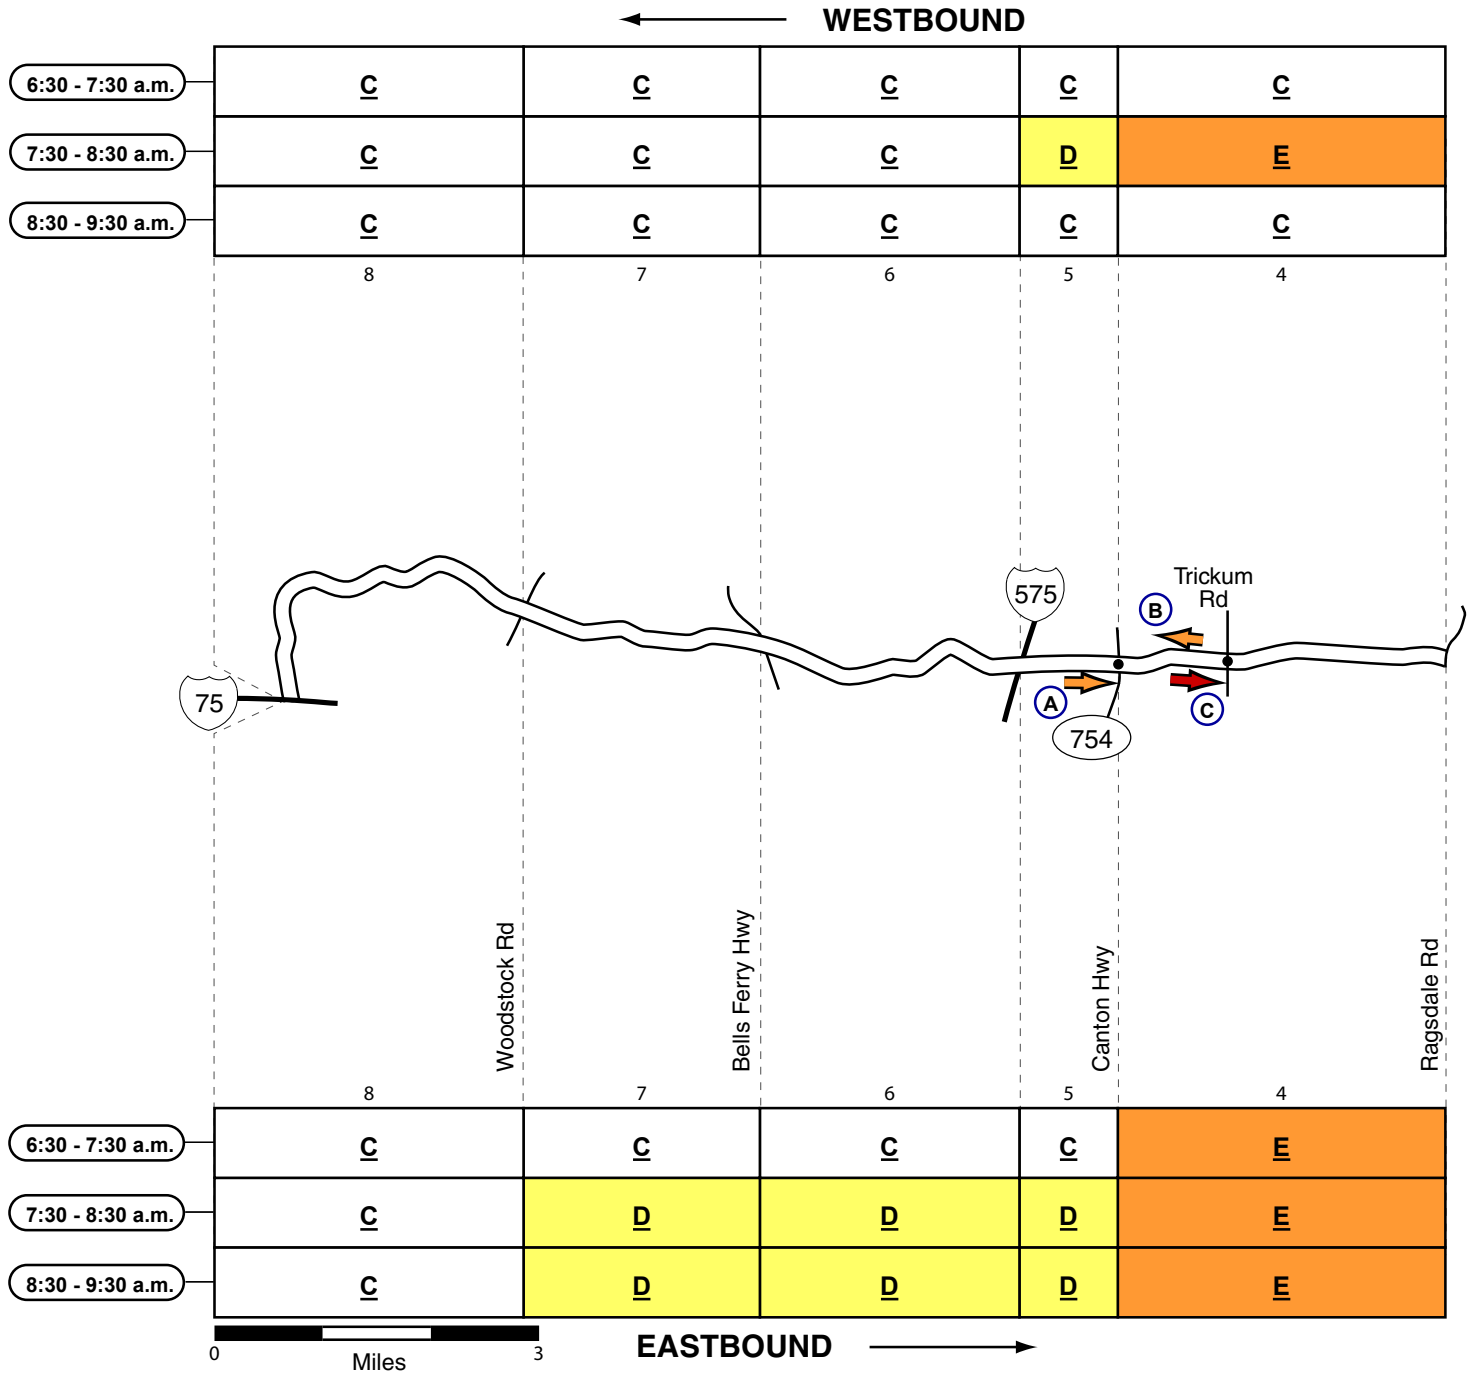 WESTBOUND
6:30 - 7:30 a.m. C C C C C
7:30 - 8:30 a.m. C C C D E
8:30 - 9:30 a.m. C C C C C
8 7 6 5 4
Trickum
Rd
575
B
75
A
C
754
Woodstock Rd
Bells Ferry Hwy
Canton Hwy
Ragsdale Rd
8 7 6 5 4
6:30 - 7:30 a.m. C C C C E
7:30 - 8:30 a.m. C D D D E
8:30 - 9:30 a.m. C D D D E
0 3
Miles
EASTBOUND